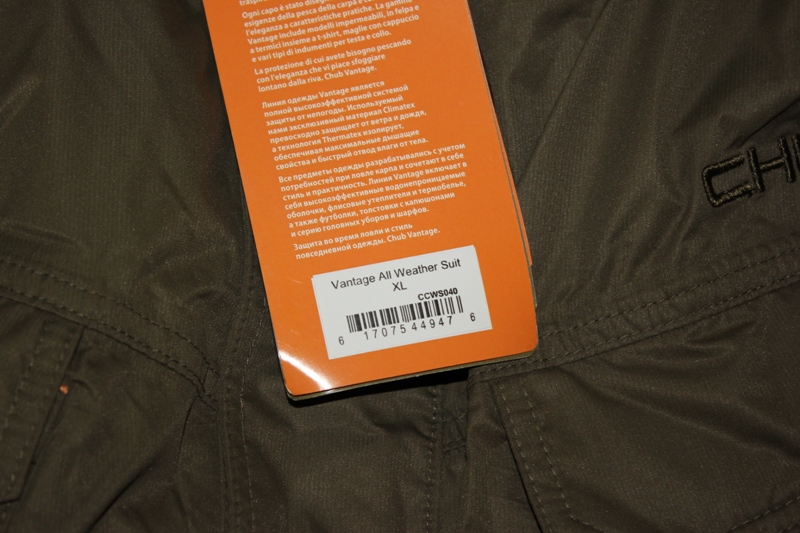 Ogni capo è stato dise
esigenze della pesca della carpa e c
l'eleganza a caratteristiche pratiche. La gamma
Vantage include modelli impermeabili, in felpa e
a termici insieme a t-shirt, maglie con cappuccio
e vari tipi di indumenti per testa e collo.
La protezione di cui avete bisogno pescando
con l'eleganza che vi piace sfoggiare
lontano dalla riva. Chub Vantage.
Линия одежды Vantage является
полной высокоэффективной системой
защиты от непогоды. Используемый
нами эксклюзивный материал Climatex
превосходно защищает от ветра и дождя,
а технология Thermatex изолирует,
обеспечивая максимальные дышащие
свойства и быстрый отвод влаги от тела.
Все предметы одежды разрабатывались с учетом
потребностей при ловле карпа и сочетают в себе
стиль и практичность. Линия Vantage включает в
себя высокоэффективные водонепроницаемые
оболочки, флисовые утеплители и термобелье,
а также футболки, толстовки с капюшонами
и серию головных уборов и шарфов.
Защита во время ловли и стиль
повседневной одежды. Chub Vantage.
CH
Vantage All Weather Suit
XL
CCWS040
6 17075 44947 6